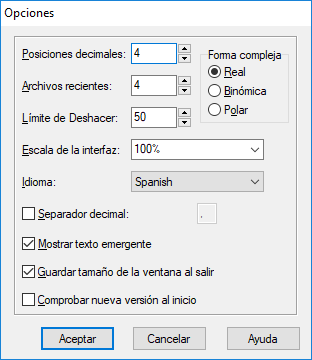 Opciones
Posiciones decimales: 4
Archivos recientes: 4
Límite de Deshacer: 50
Forma compleja
Real
Binómica
Polar
Escala de la interfaz: 100%
Idioma: Spanish
Separador decimal: .
Mostrar texto emergente
Guardar tamaño de la ventana al salir
Comprobar nueva versión al inicio
Aceptar Cancelar Ayuda